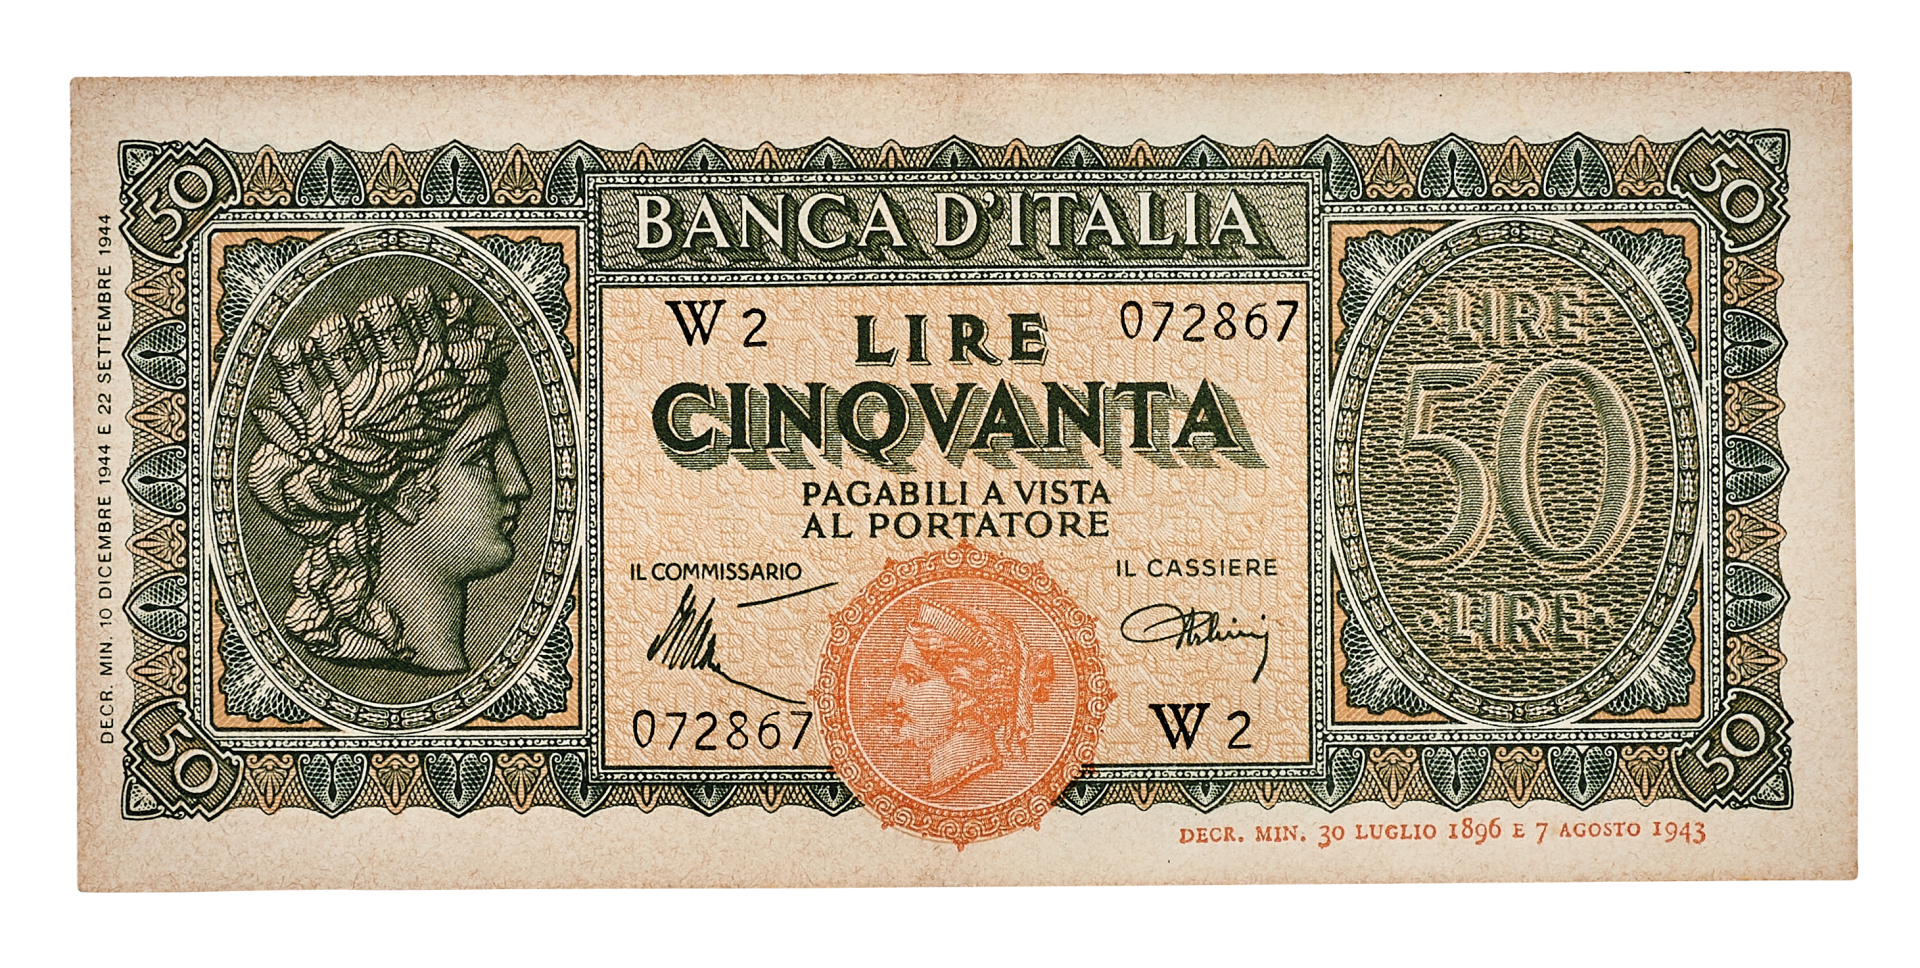 50
50
BANCA D'ITALIA
W 2
072867
LIRE
CINQVANTA
PAGABILI A VISTA
AL PORTATORE
IL COMMISSARIO
IL CASSIERE
072867
W 2
·LIRE·
50
·LIRE·
50
50
DECR. MIN. 10 DICEMBRE 1944 E 22 SETTEMBRE 1944
DECR. MIN. 30 LUGLIO 1896 E 7 AGOSTO 1943